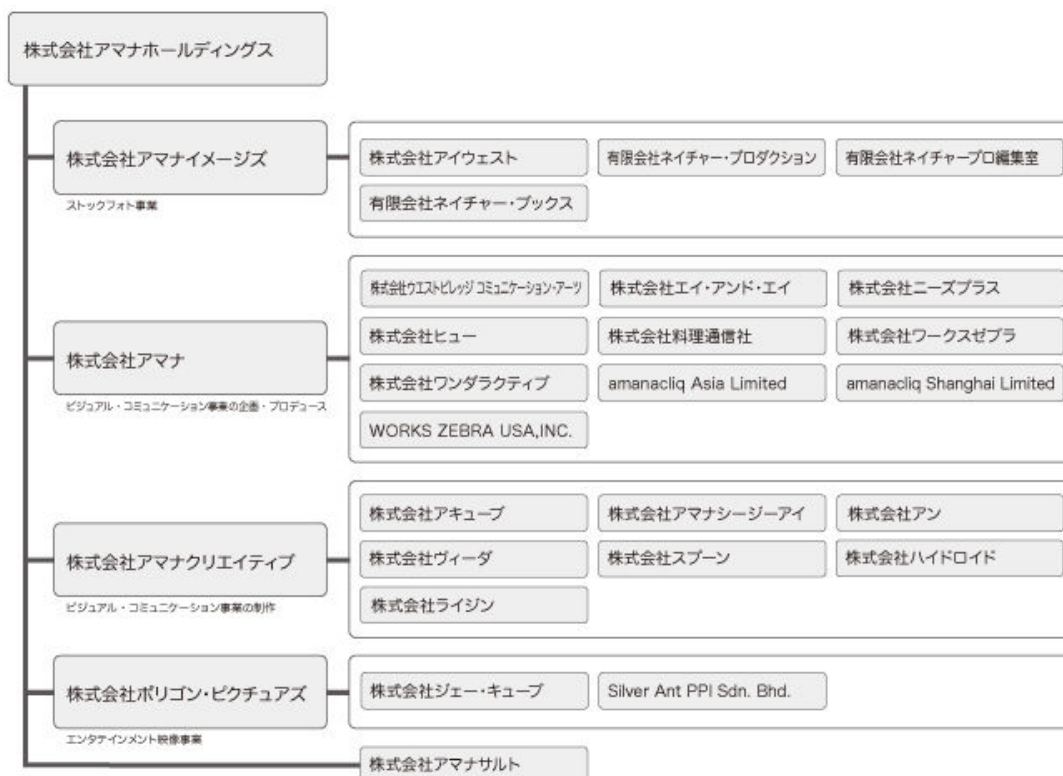 株式会社アマナホールディングス
株式会社アマナイメージズ
ストックフォト事業
株式会社アイウェスト
有限会社ネイチャー・プロダクション
有限会社ネイチャープロ編集室
有限会社ネイチャー・ブックス
株式会社アマナ
ビジュアル・コミュニケーション事業の企画・プロデュース
株式会社ウエストビレッジ コミュニケーション・アーツ
株式会社エイ・アンド・エイ
株式会社ニーズプラス
株式会社ヒュー
株式会社料理通信社
株式会社ワークスゼブラ
株式会社ワンダラクティブ
amanacliq Asia Limited
amanacliq Shanghai Limited
WORKS ZEBRA USA,INC.
株式会社アマナクリエイティブ
ビジュアル・コミュニケーション事業の制作
株式会社アキューブ
株式会社アマナシージーアイ
株式会社アン
株式会社ヴィーダ
株式会社スプーン
株式会社ハイドロイド
株式会社ライジン
株式会社ポリゴン・ピクチュアズ
エンタテインメント映像事業
株式会社ジェー・キューブ
Silver Ant PPI Sdn. Bhd.
株式会社アマナサルト